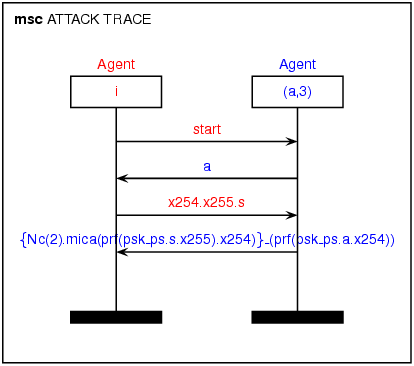 msc ATTACK TRACE
Agent Agent
i (a,3)
start
a
x254.x255.s
{Nc(2).mica(prf(psk_ps.s.x255).x254)}_(prf(psk_ps.a.x254))